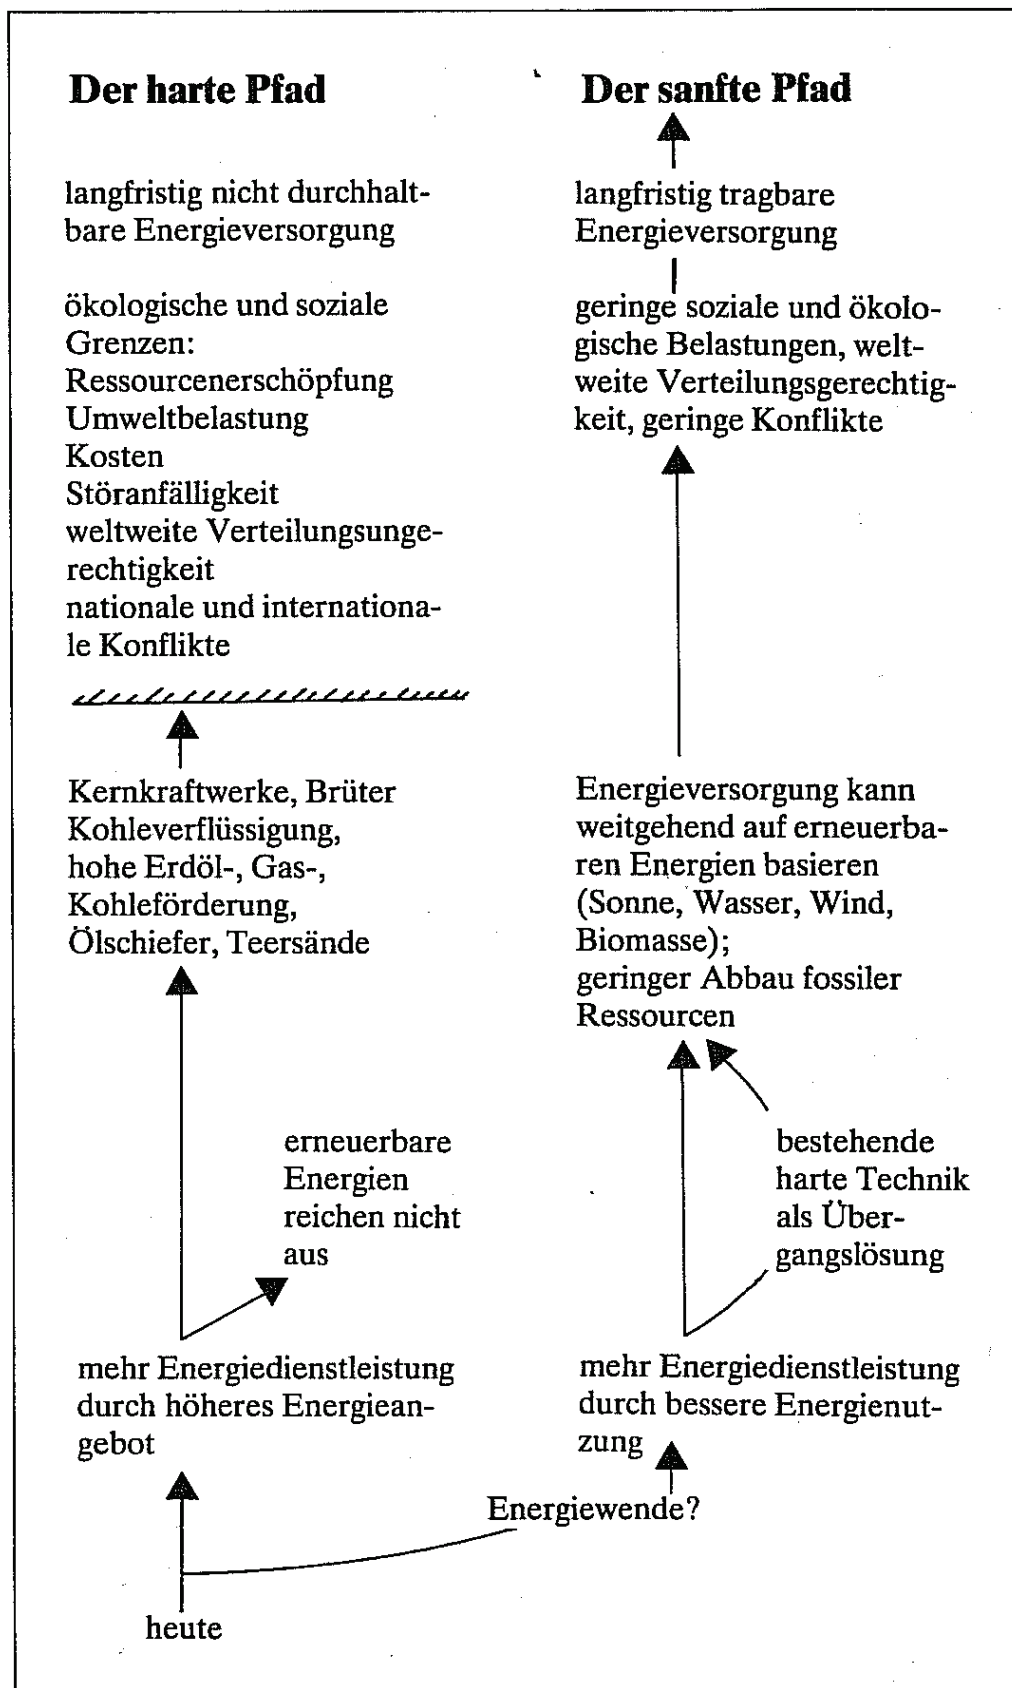 Der harte Pfad
langfristig nicht durchhalt-
bare Energieversorgung
ökologische und soziale
Grenzen:
Ressourcenerschöpfung
Umweltbelastung
Kosten
Störanfälligkeit
weltweite Verteilungsunge-
rechtigkeit
nationale und internationa-
le Konflikte
Kernkraftwerke, Brüter
Kohleverflüssigung,
hohe Erdöl-, Gas-,
Kohleförderung,
Ölschiefer, Teersände
erneuerbare
Energien
reichen nicht
aus
mehr Energiedienstleistung
durch höheres Energiean-
gebot
Der sanfte Pfad
langfristig tragbare
Energieversorgung
geringe soziale und ökolo-
gische Belastungen, welt-
weite Verteilungsgerechtig-
keit, geringe Konflikte
Energieversorgung kann
weitgehend auf erneuerba-
ren Energien basieren
(Sonne, Wasser, Wind,
Biomasse);
geringer Abbau fossiler
Ressourcen
bestehende
harte Technik
als Über-
gangslösung
mehr Energiedienstleistung
durch bessere Energienut-
zung
Energiewende?
heute